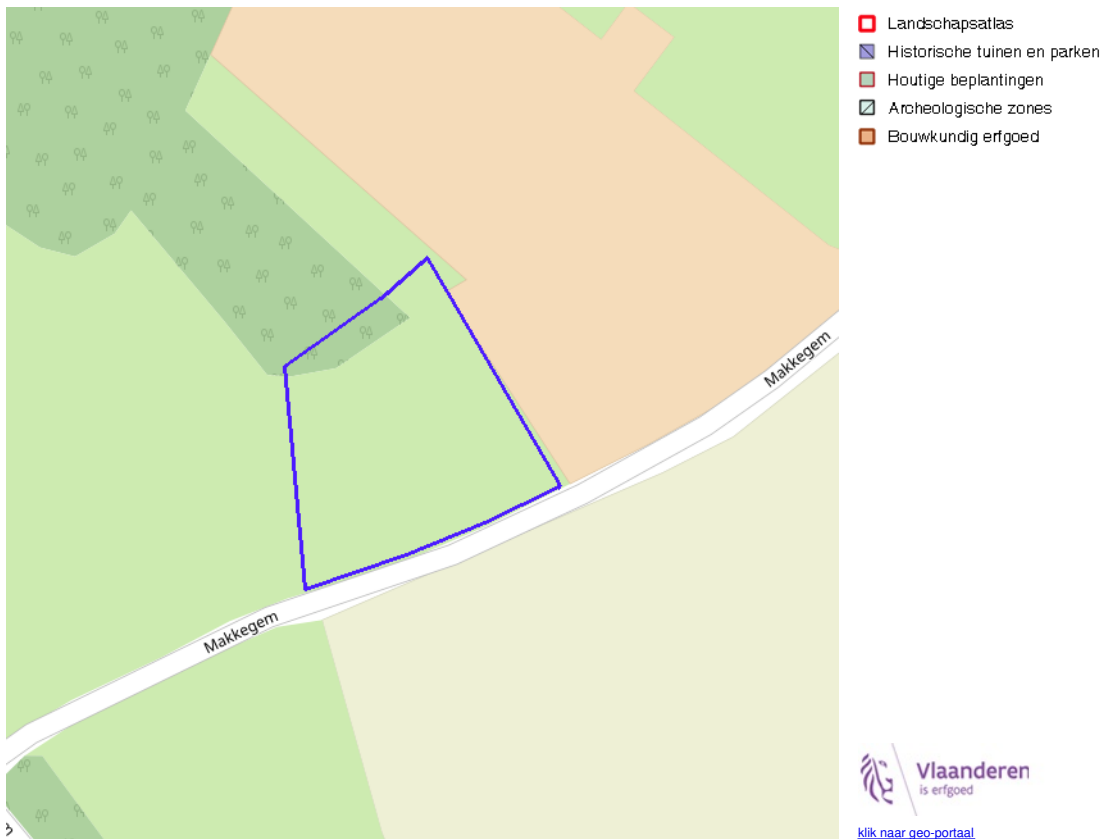 Landschapsatlas
Historische tuinen en parken
Houtige beplantingen
Archeologische zones
Bouwkundig erfgoed
Makkegem
Makkegem
Vlaanderen
is erfgoed
klik naar geo-portaal